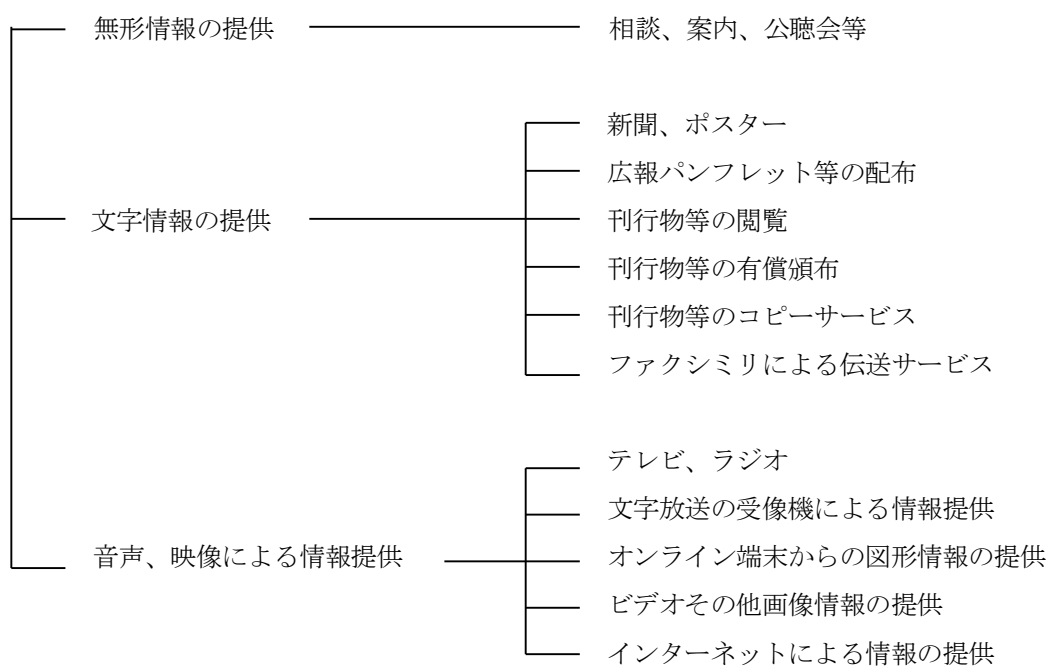 無形情報の提供
相談、案内、公聴会等
文字情報の提供
新聞、ポスター
広報パンフレット等の配布
刊行物等の閲覧
刊行物等の有償頒布
刊行物等のコピーサービス
ファクシミリによる伝送サービス
音声、映像による情報提供
テレビ、ラジオ
文字放送の受像機による情報提供
オンライン端末からの図形情報の提供
ビデオその他画像情報の提供
インターネットによる情報の提供